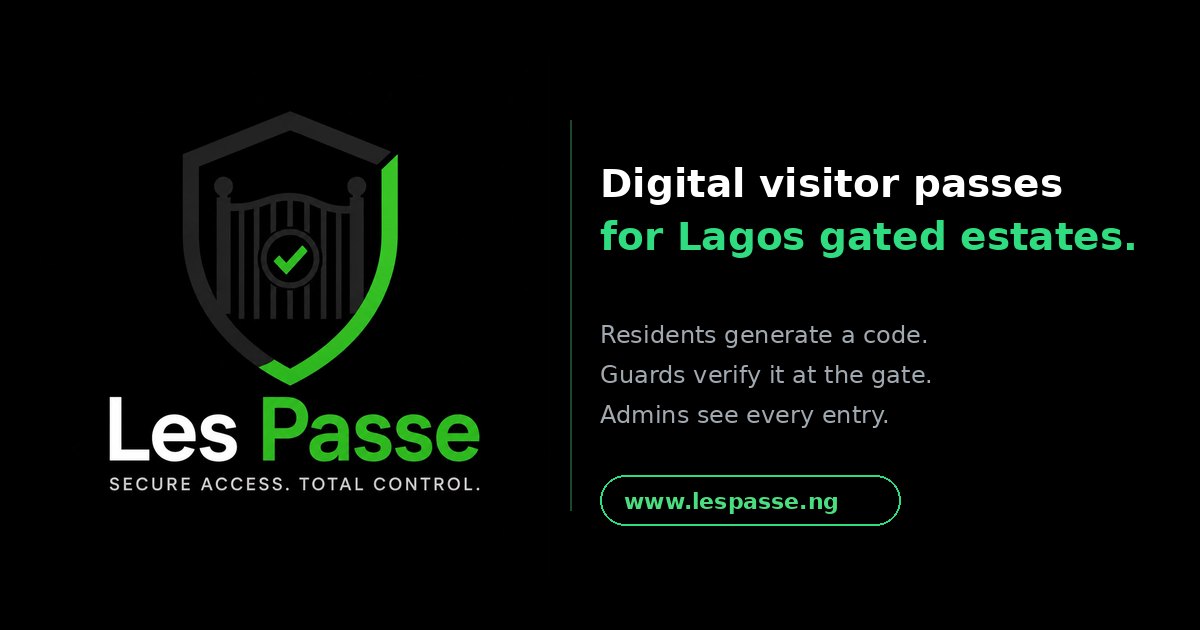 Les Passe
SECURE ACCESS. TOTAL CONTROL.
Digital visitor passes
for Lagos gated estates.
Residents generate a code.
Guards verify it at the gate.
Admins see every entry.
www.lespasse.ng